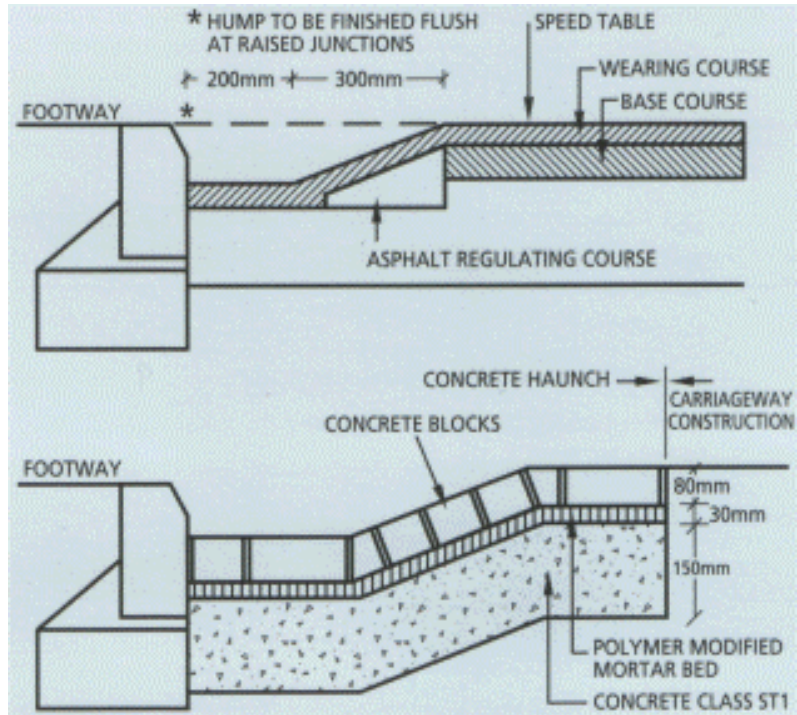 * HUMP TO BE FINISHED FLUSH
AT RAISED JUNCTIONS
SPEED TABLE
200mm
300mm
WEARING COURSE
BASE COURSE
FOOTWAY
*
ASPHALT REGULATING COURSE
CONCRETE HAUNCH
CARRIAGEWAY
CONSTRUCTION
CONCRETE BLOCKS
FOOTWAY
80mm
30mm
150mm
POLYMER MODIFIED
MORTAR BED
CONCRETE CLASS ST1